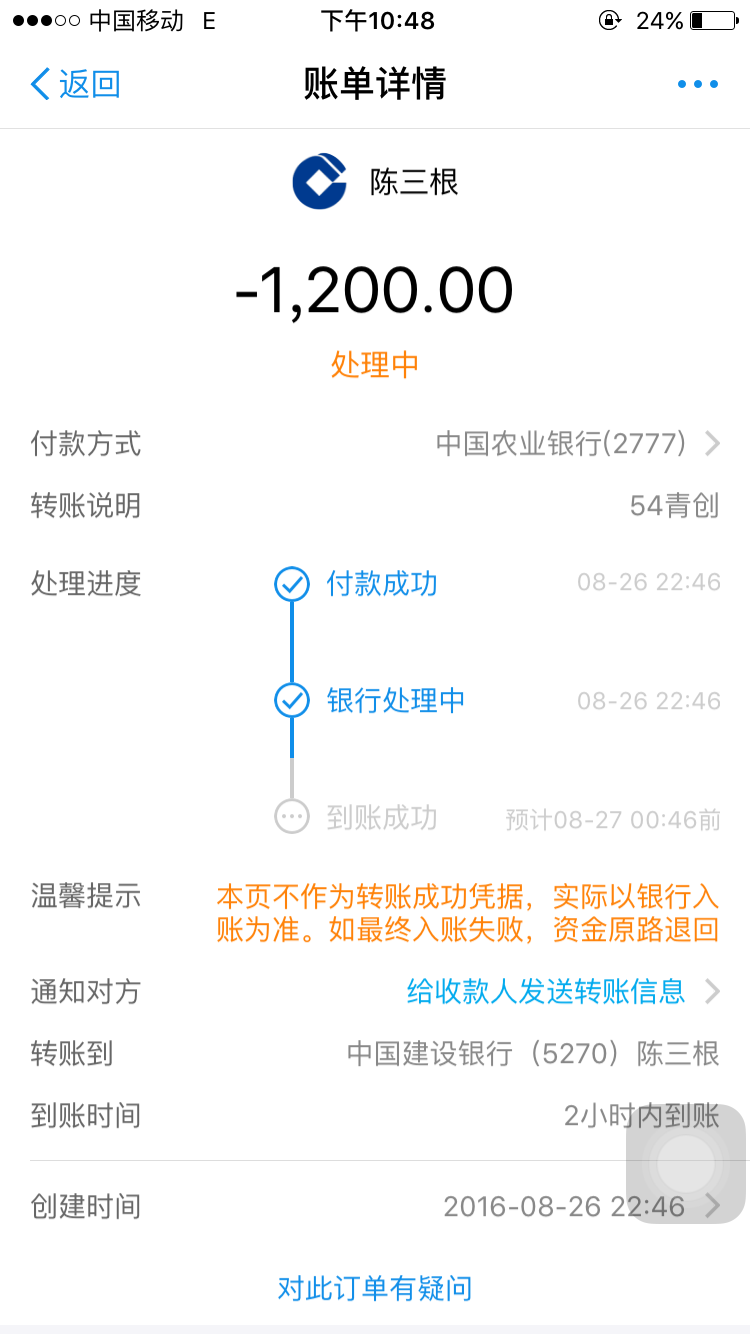 中国移动 E 下午10:48 24%
返回 账单详情
陈三根
-1,200.00
处理中
付款方式 中国农业银行(2777)
转账说明 54青创
处理进度 付款成功 08-26 22:46
银行处理中 08-26 22:46
到账成功 预计08-27 00:46前
温馨提示 本页不作为转账成功凭据，实际以银行入
账为准。如最终入账失败，资金原路退回
通知对方 给收款人发送转账信息
转账到 中国建设银行（5270）陈三根
到账时间 2小时内到账
创建时间 2016-08-26 22:46
对此订单有疑问